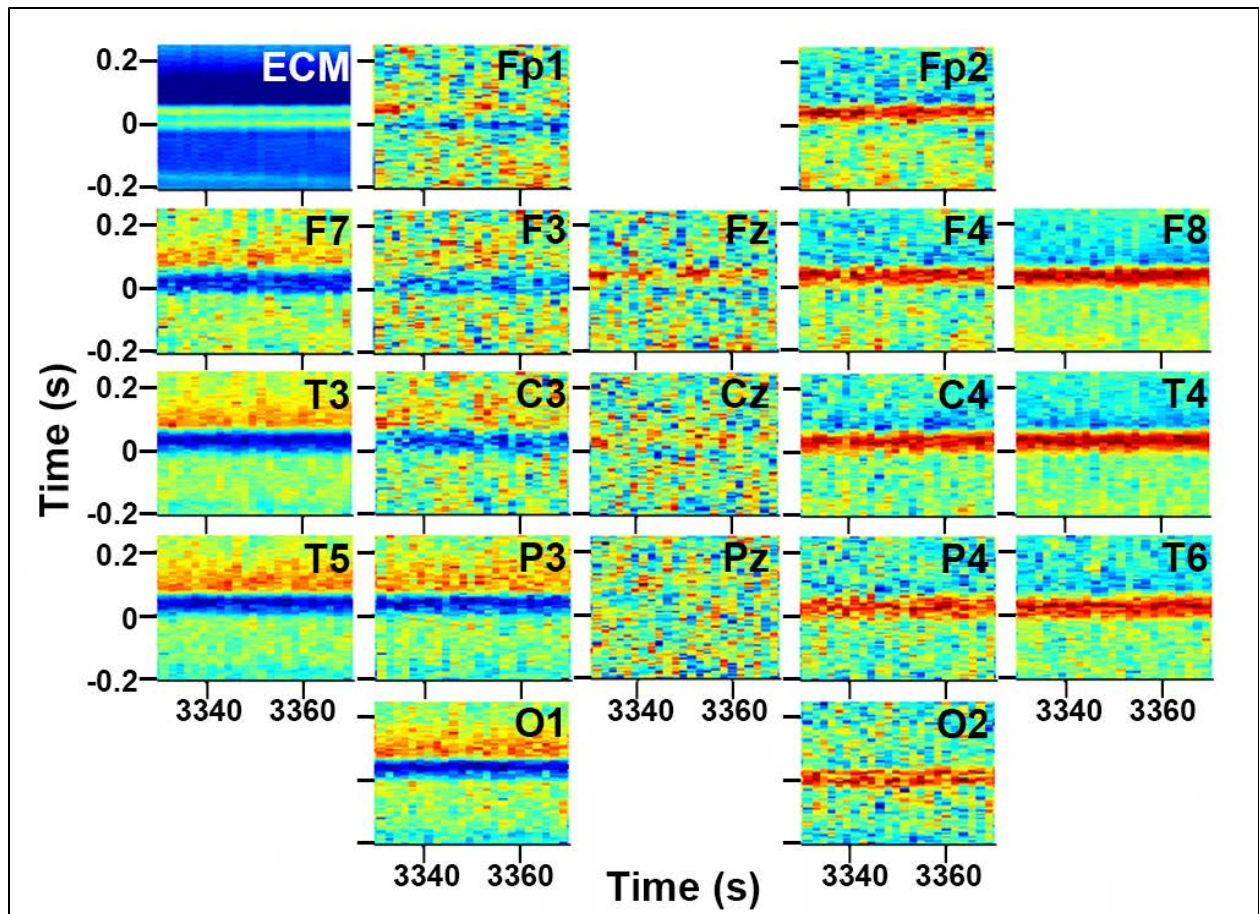 0.2 ECM Fp1 Fp2
0
-0.2
0.2 F7 F3 Fz F4 F8
0
-0.2
0.2 T3 C3 Cz C4 T4
0
-0.2
0.2 T5 P3 Pz P4 T6
0
-0.2
3340 3360 3340 3360 3340 3360
O1 O2
3340 3360 3340 3360
Time (s)
Time (s)